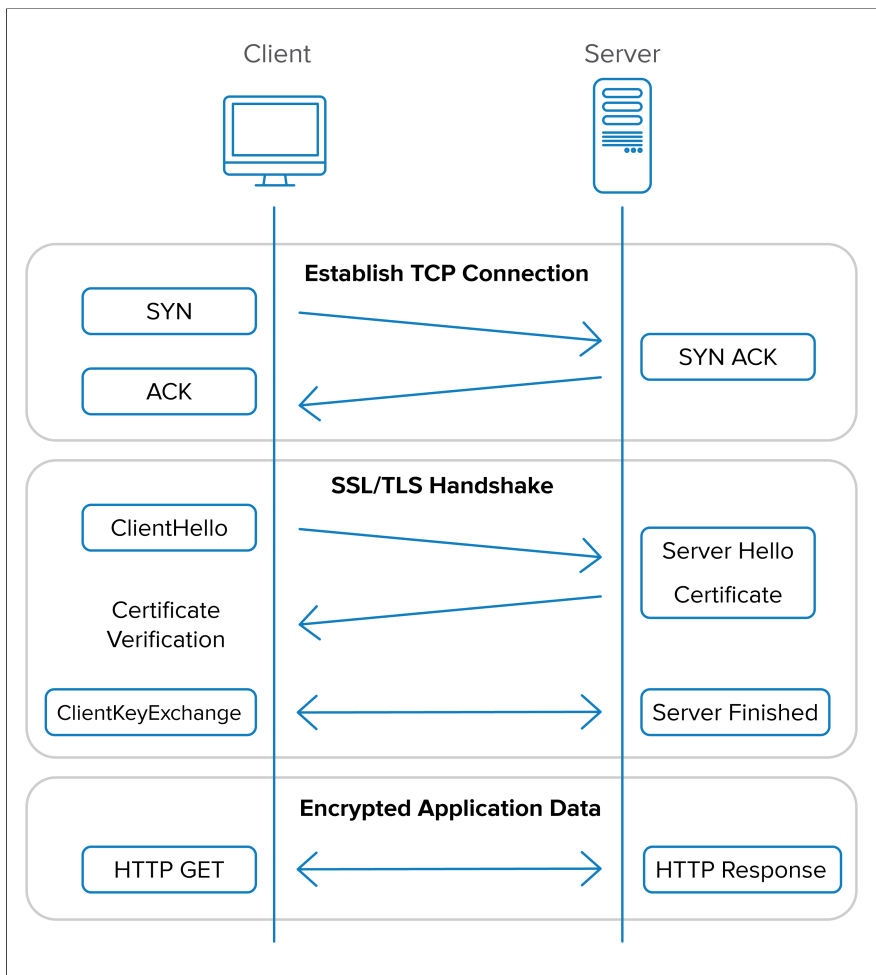 Client
Server
Establish TCP Connection
SYN
SYN ACK
ACK
SSL/TLS Handshake
ClientHello
Server Hello
Certificate
Certificate
Verification
ClientKeyExchange
Server Finished
Encrypted Application Data
HTTP GET
HTTP Response